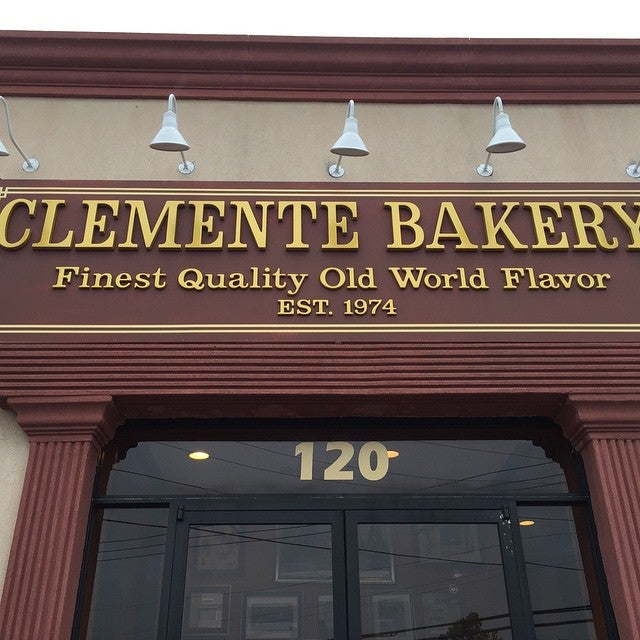 CLEMENTE BAKERY
Finest Quality Old World Flavor
EST. 1974
120